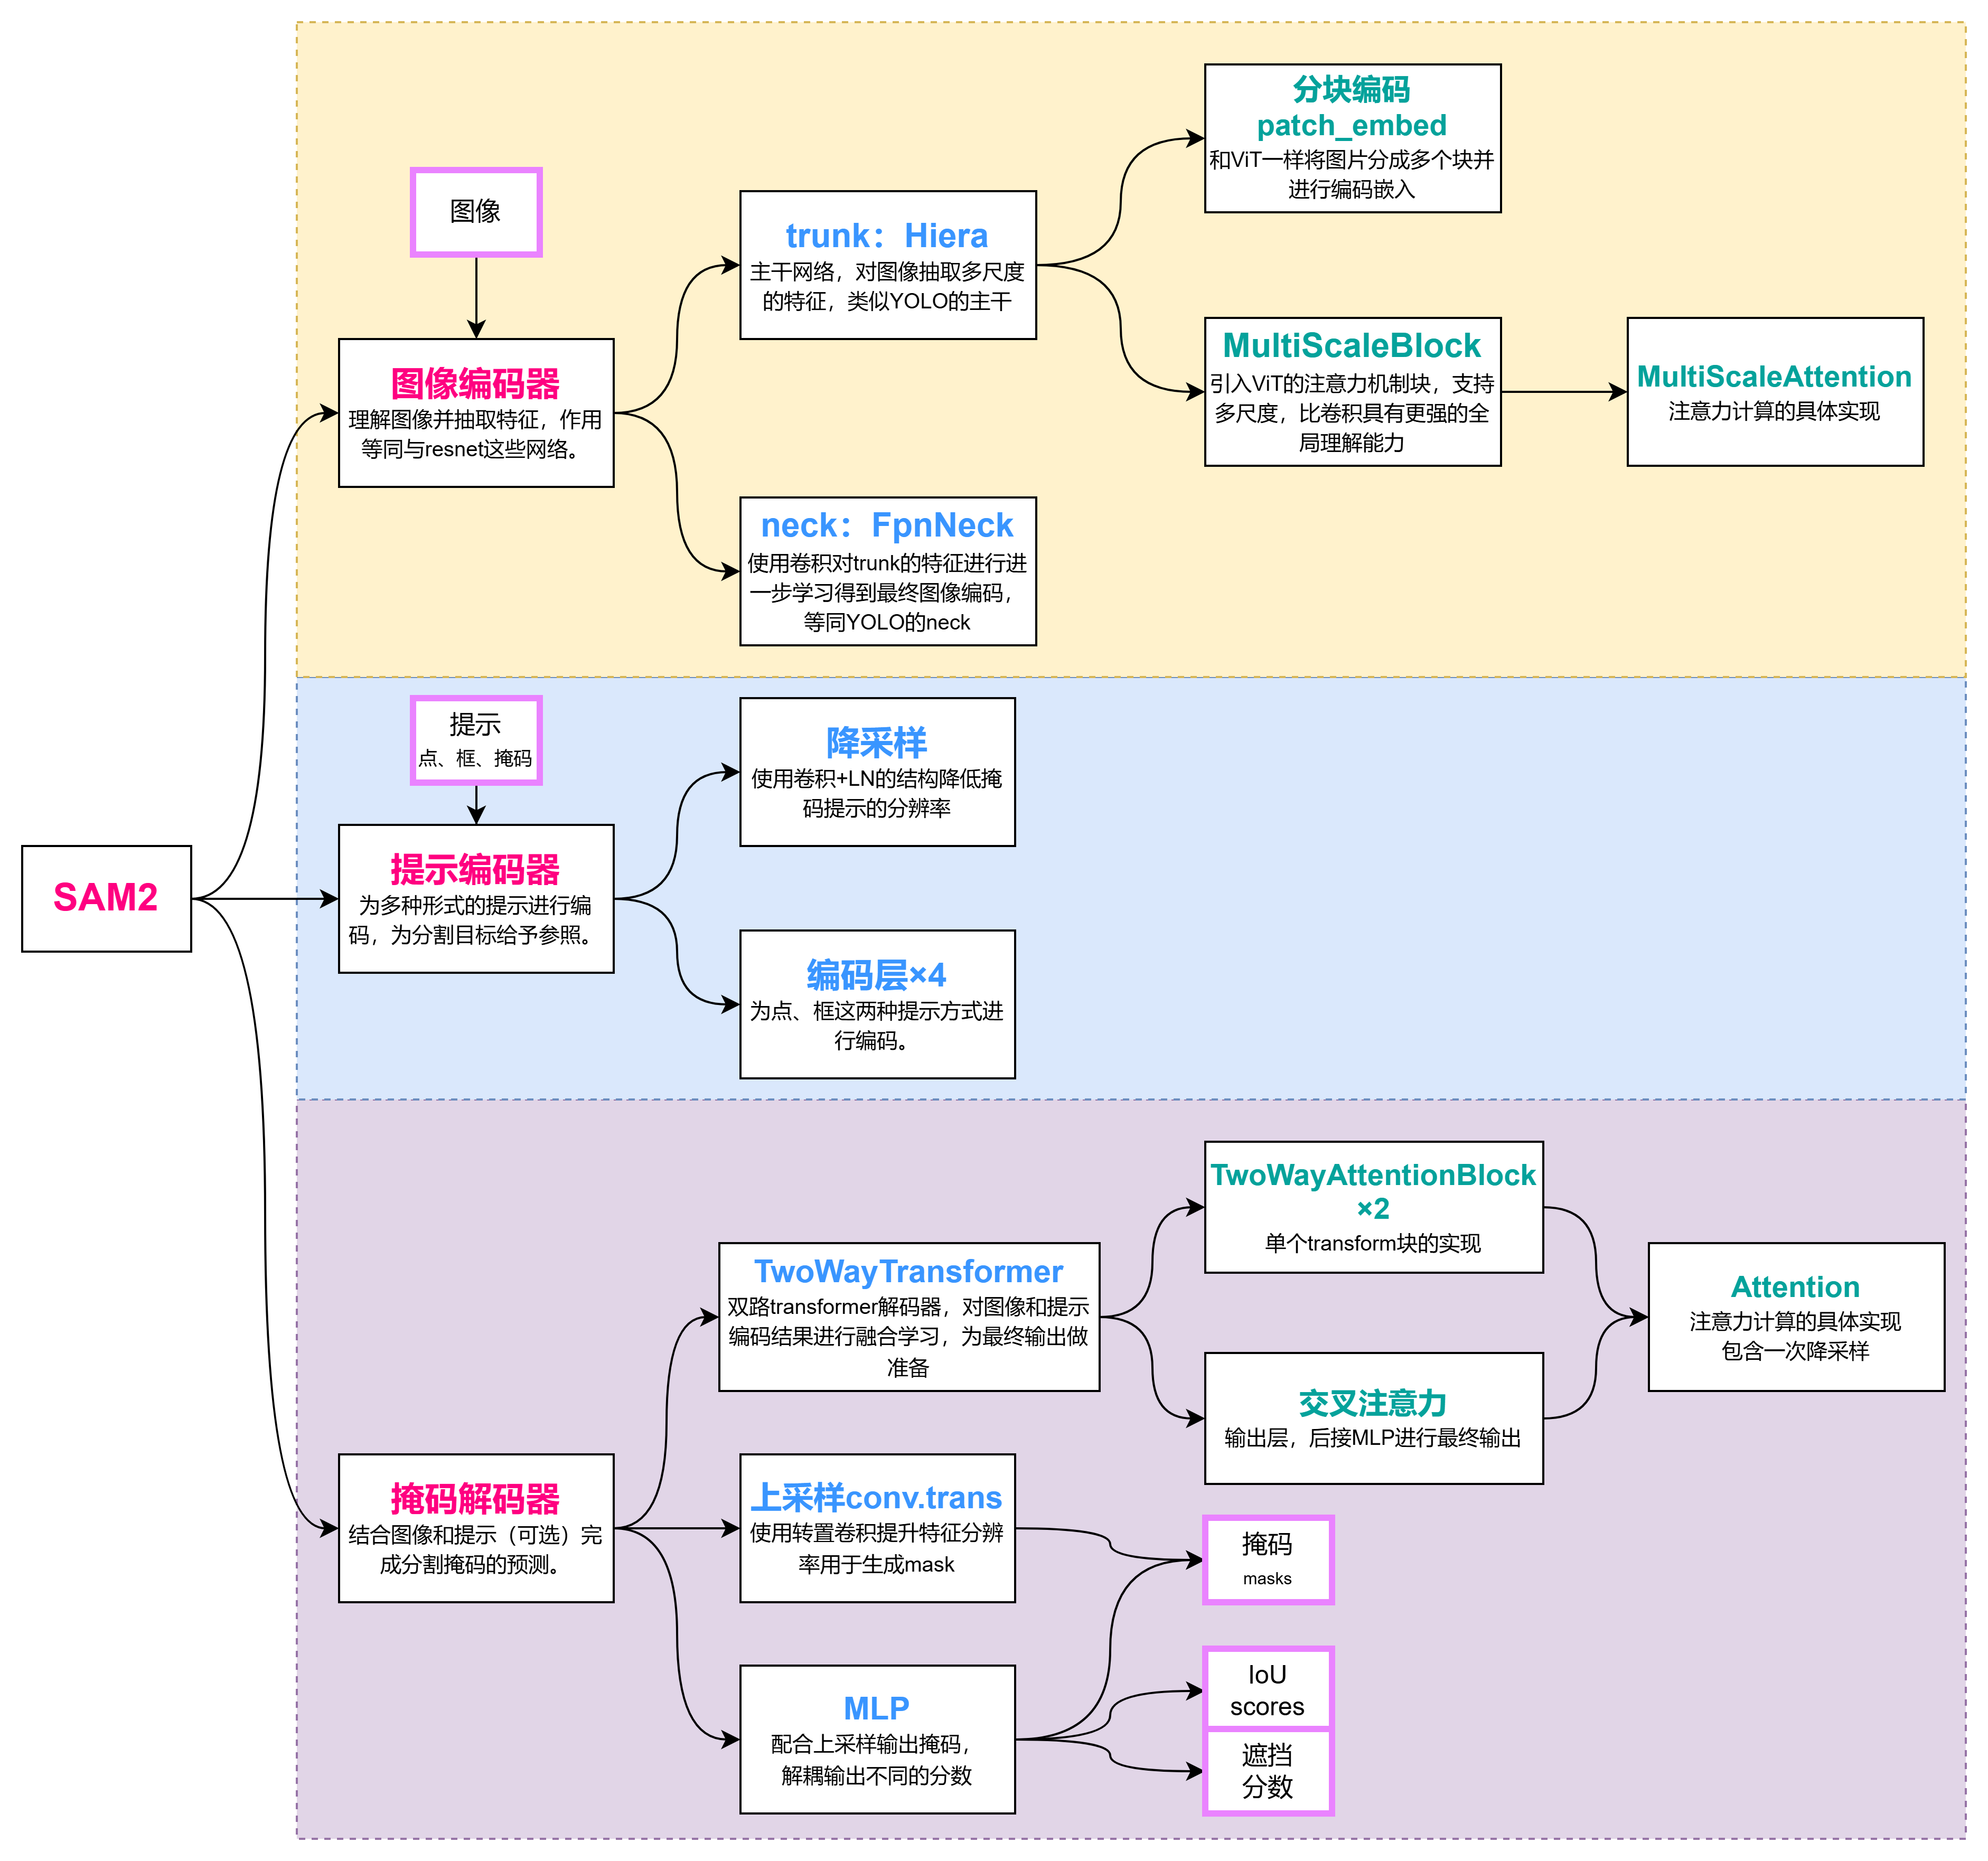 分块编码
patch_embed
和ViT一样将图片分成多个块并
进行编码嵌入
图像
trunk：Hiera
主干网络，对图像抽取多尺度
的特征，类似YOLO的主干
MultiScaleBlock
引入ViT的注意力机制块，支持
多尺度，比卷积具有更强的全
局理解能力
MultiScaleAttention
注意力计算的具体实现
图像编码器
理解图像并抽取特征，作用
等同与resnet这些网络。
neck：FpnNeck
使用卷积对trunk的特征进行进
一步学习得到最终图像编码，
等同YOLO的neck
提示
点、框、掩码
降采样
使用卷积+LN的结构降低掩
码提示的分辨率
SAM2
提示编码器
为多种形式的提示进行编
码，为分割目标给予参照。
编码层×4
为点、框这两种提示方式进
行编码。
TwoWayAttentionBlock
×2
单个transform块的实现
TwoWayTransformer
双路transformer解码器，对图像和提示
编码结果进行融合学习，为最终输出做
准备
Attention
注意力计算的具体实现
包含一次降采样
交叉注意力
输出层，后接MLP进行最终输出
掩码解码器
结合图像和提示（可选）完
成分割掩码的预测。
上采样conv.trans
使用转置卷积提升特征分辨
率用于生成mask
掩码
masks
MLP
配合上采样输出掩码，
解耦输出不同的分数
IoU
scores
遮挡
分数